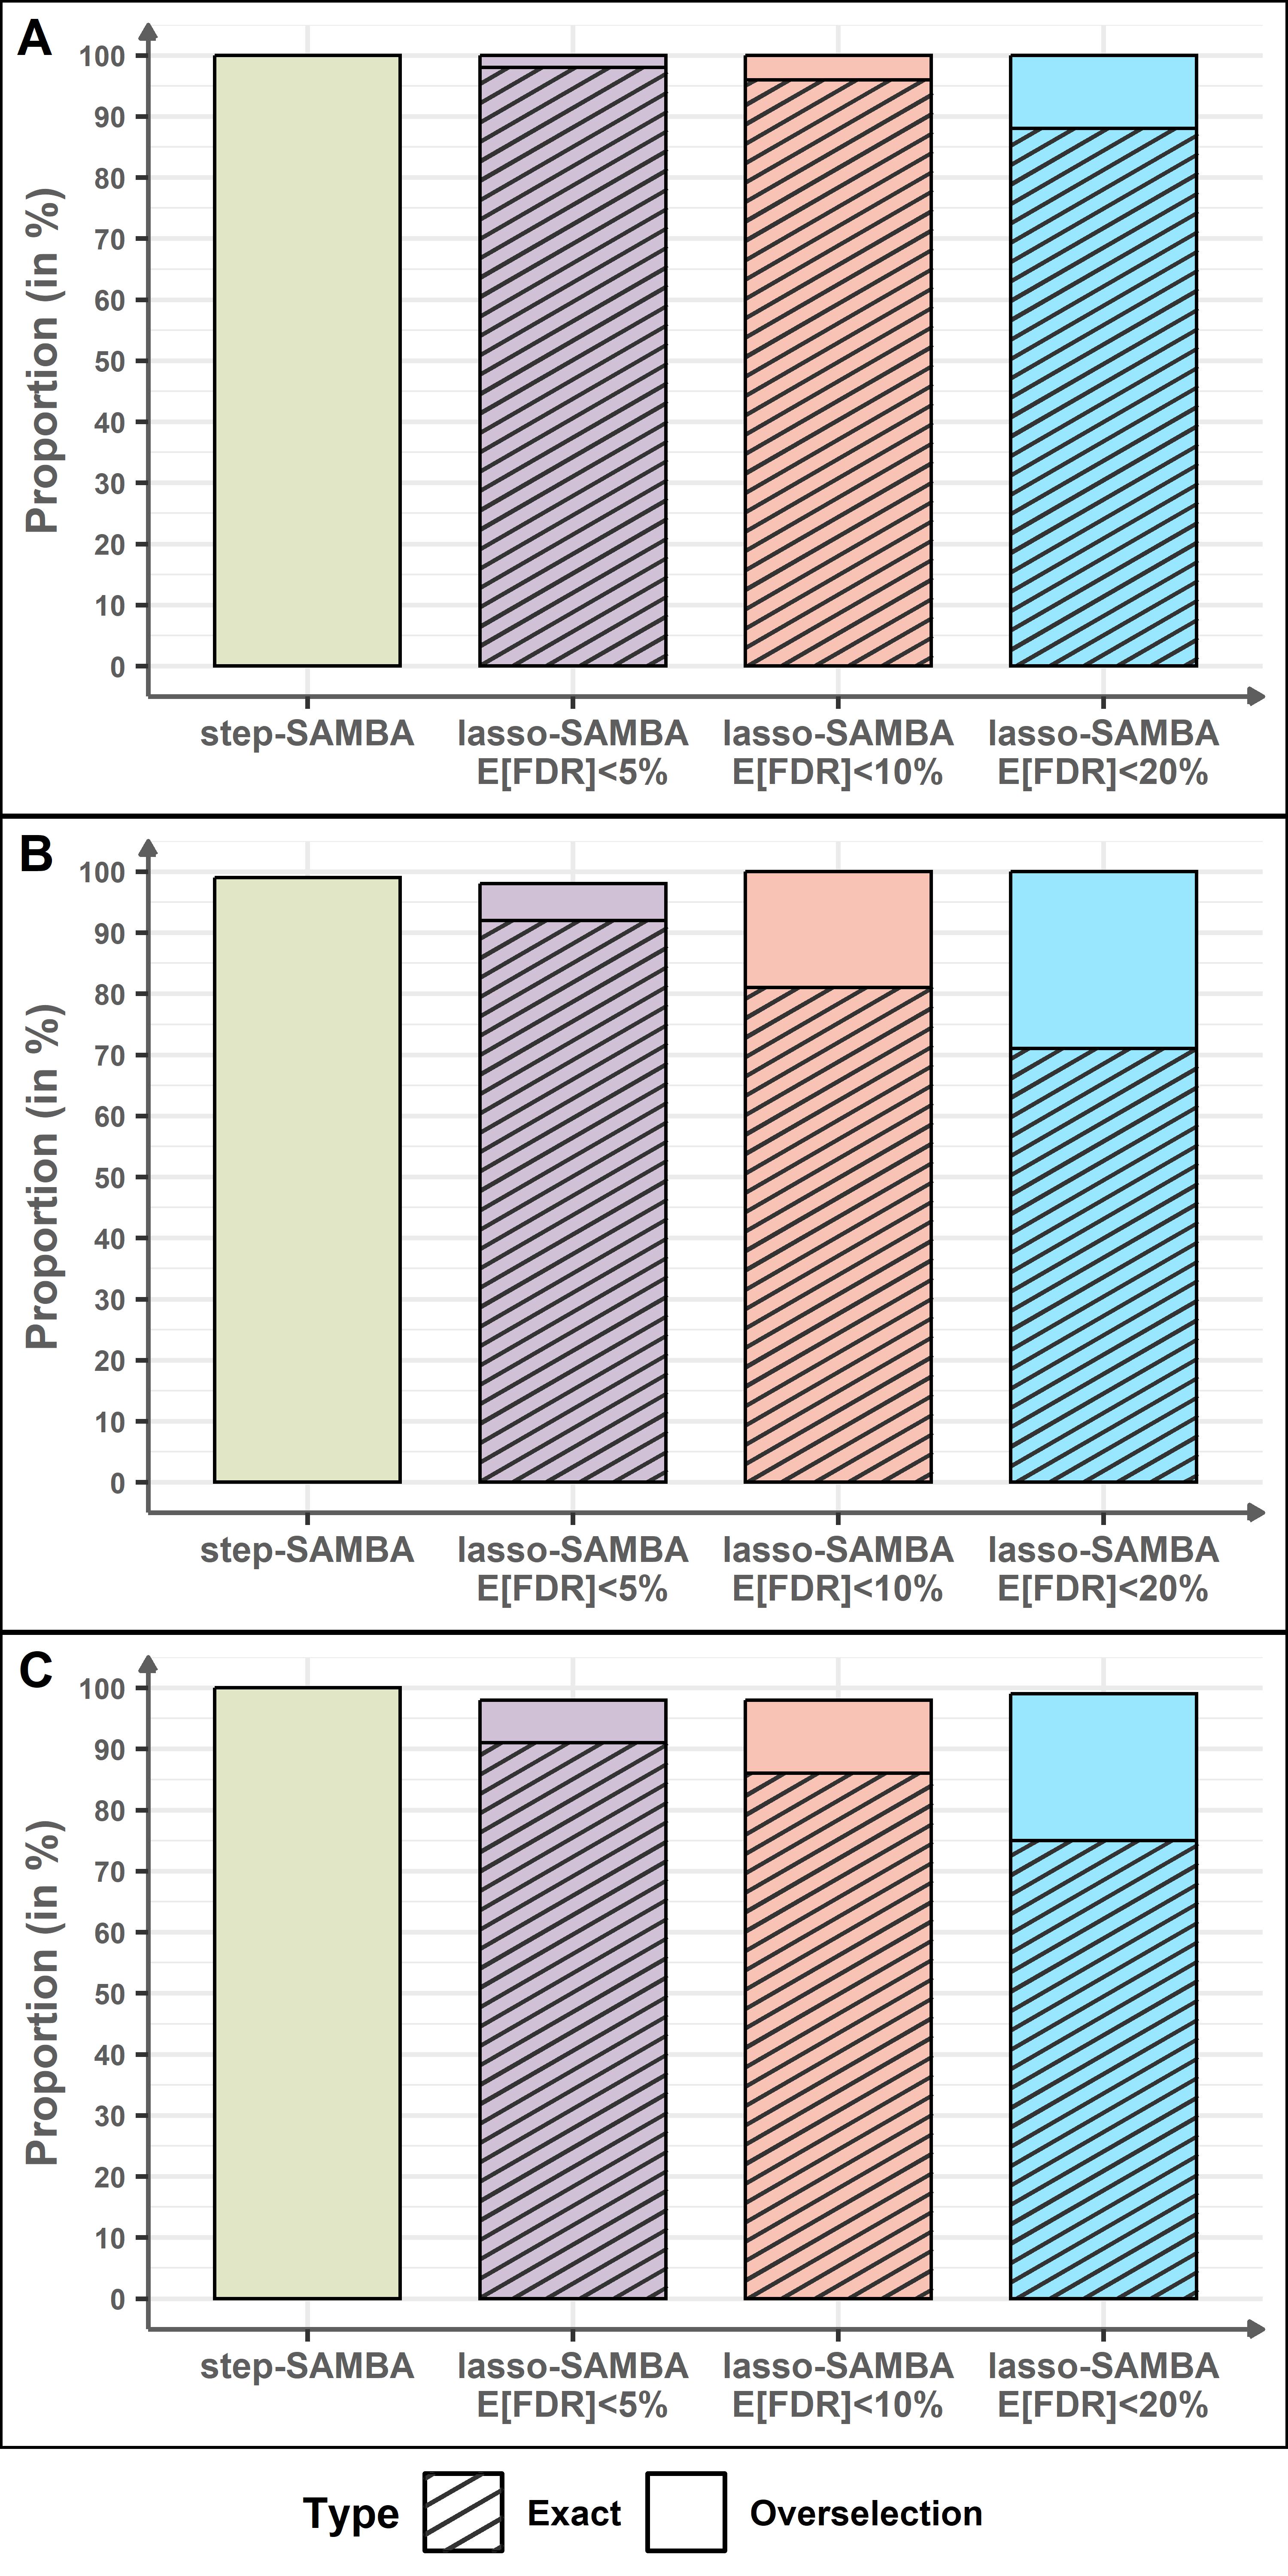 A
Proportion (in %)
100
90
80
70
60
50
40
30
20
10
0
step-SAMBA
lasso-SAMBA
E[FDR]<5%
lasso-SAMBA
E[FDR]<10%
lasso-SAMBA
E[FDR]<20%
B
Proportion (in %)
100
90
80
70
60
50
40
30
20
10
0
step-SAMBA
lasso-SAMBA
E[FDR]<5%
lasso-SAMBA
E[FDR]<10%
lasso-SAMBA
E[FDR]<20%
C
Proportion (in %)
100
90
80
70
60
50
40
30
20
10
0
step-SAMBA
lasso-SAMBA
E[FDR]<5%
lasso-SAMBA
E[FDR]<10%
lasso-SAMBA
E[FDR]<20%
Type Exact Overselection